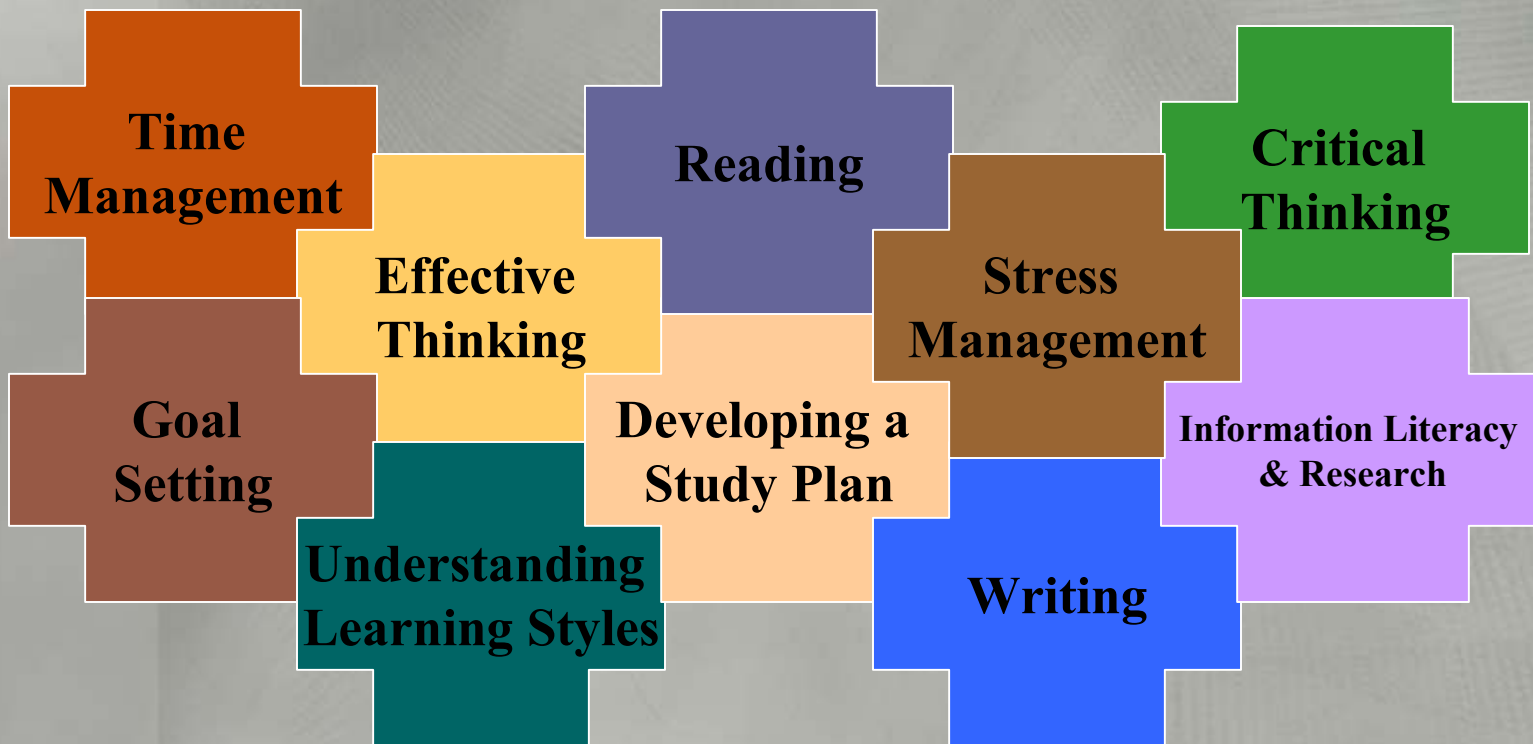 Time
Management
Reading
Critical
Thinking
Effective
Thinking
Stress
Management
Goal
Setting
Developing a
Study Plan
Information Literacy
& Research
Understanding
Learning Styles
Writing